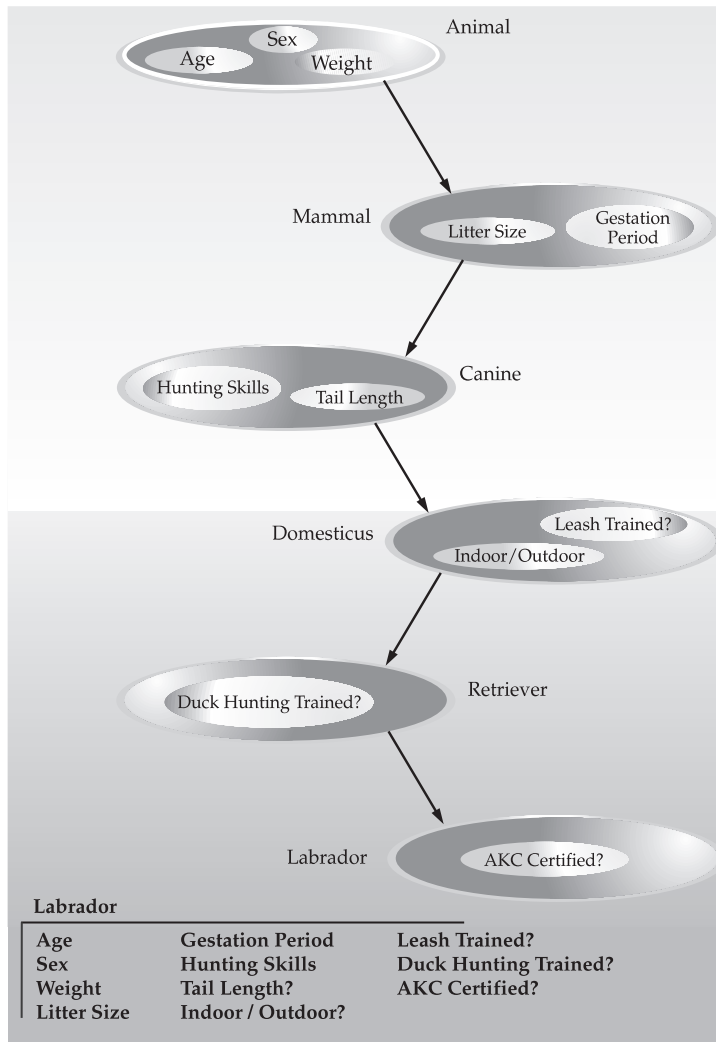 Animal
Sex
Age
Weight
Mammal
Litter Size
Gestation
Period
Canine
Hunting Skills
Tail Length
Domesticus
Leash Trained?
Indoor/Outdoor
Retriever
Duck Hunting Trained?
Labrador
AKC Certified?
Labrador
Age Gestation Period Leash Trained?
Sex Hunting Skills Duck Hunting Trained?
Weight Tail Length? AKC Certified?
Litter Size Indoor / Outdoor?